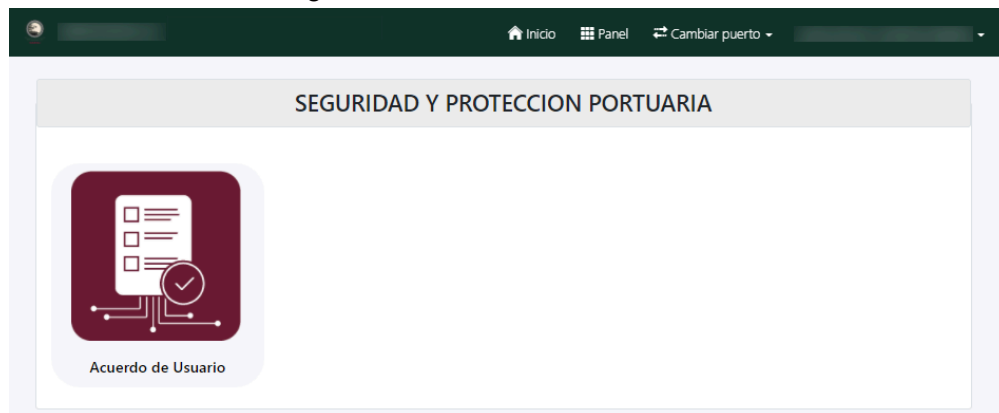 Inicio Panel Cambiar puerto
SEGURIDAD Y PROTECCION PORTUARIA
Acuerdo de Usuario